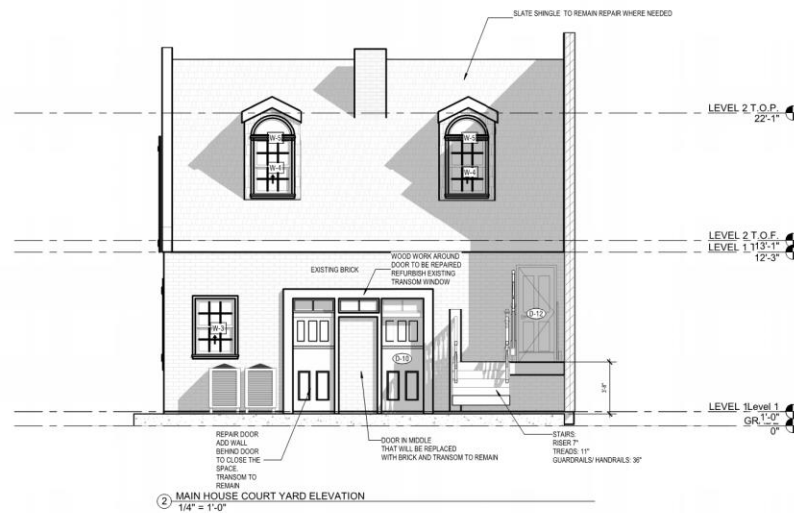 SLATE SHINGLE TO REMAIN REPAIR WHERE NEEDED
LEVEL 2 T.O.P.
22'-1"
W-5
W-5
W-4
W-4
LEVEL 2 T.O.F.
13'-1"
LEVEL 1
12'-3"
WOOD WORK AROUND
DOOR TO BE REPAIRED
REFURBISH EXISTING
TRANSOM WINDOW
EXISTING BRICK
W-3
D-12
D-10
LEVEL 1
Level 1
1'-0"
GR.
0"
REPAIR DOOR
ADD WALL
BEHIND DOOR
TO CLOSE THE
SPACE.
TRANSOM TO
REMAIN
DOOR IN MIDDLE
THAT WILL BE REPLACED
WITH BRICK AND TRANSOM TO REMAIN
STAIRS:
RISER 7"
TREADS: 11"
GUARDRAILS/ HANDRAILS: 36"
2
MAIN HOUSE COURT YARD ELEVATION
1/4" = 1'-0"